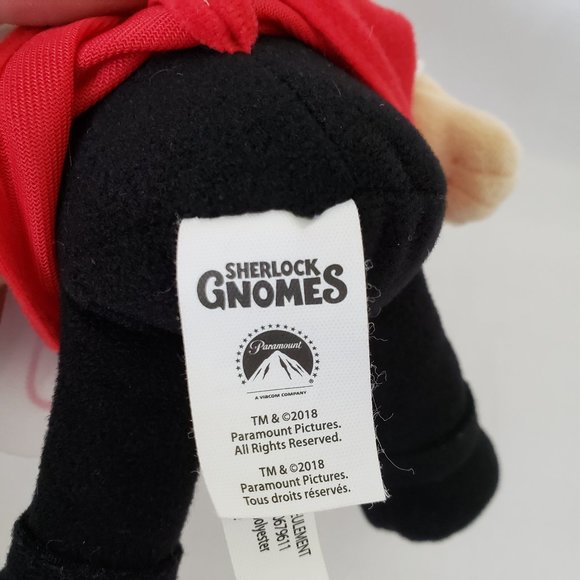 SHERLOCK
GNOMES
Paramount
A VIACOM COMPANY
TM & ©2018
Paramount Pictures.
All Rights Reserved.
TM & ©2018
Paramount Pictures.
Tous droits réservés.